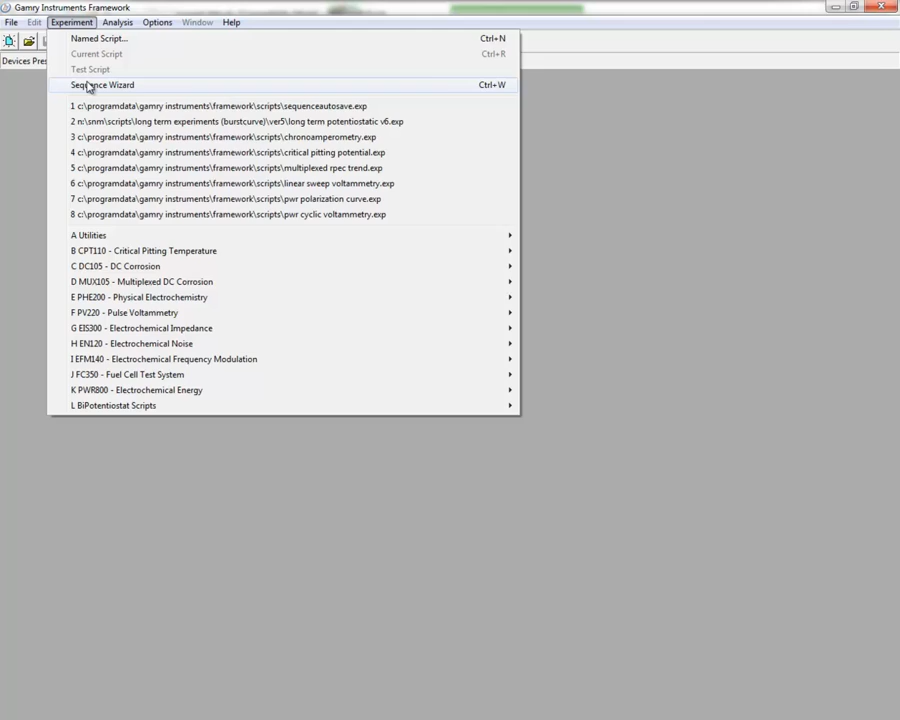 Gamry Instruments Framework
File Edit Experiment Analysis Options Window Help
Named Script... Ctrl+N
Devices Pres
Current Script Ctrl+R
Test Script
Sequence Wizard Ctrl+W
1 c:\programdata\gamry instruments\framework\scripts\sequenceautosave.exp
2 n:\snm\scripts\long term experiments (burstcurve)\ver5\long term potentiostatic v6.exp
3 c:\programdata\gamry instruments\framework\scripts\chronoamperometry.exp
4 c:\programdata\gamry instruments\framework\scripts\critical pitting potential.exp
5 c:\programdata\gamry instruments\framework\scripts\multiplexed rpec trend.exp
6 c:\programdata\gamry instruments\framework\scripts\linear sweep voltammetry.exp
7 c:\programdata\gamry instruments\framework\scripts\pwr polarization curve.exp
8 c:\programdata\gamry instruments\framework\scripts\pwr cyclic voltammetry.exp
A Utilities
B CPT110 - Critical Pitting Temperature
C DC105 - DC Corrosion
D MUX105 - Multiplexed DC Corrosion
E PHE200 - Physical Electrochemistry
F PV220 - Pulse Voltammetry
G EIS300 - Electrochemical Impedance
H EN120 - Electrochemical Noise
I EFM140 - Electrochemical Frequency Modulation
J FC350 - Fuel Cell Test System
K PWR800 - Electrochemical Energy
L BiPotentiostat Scripts